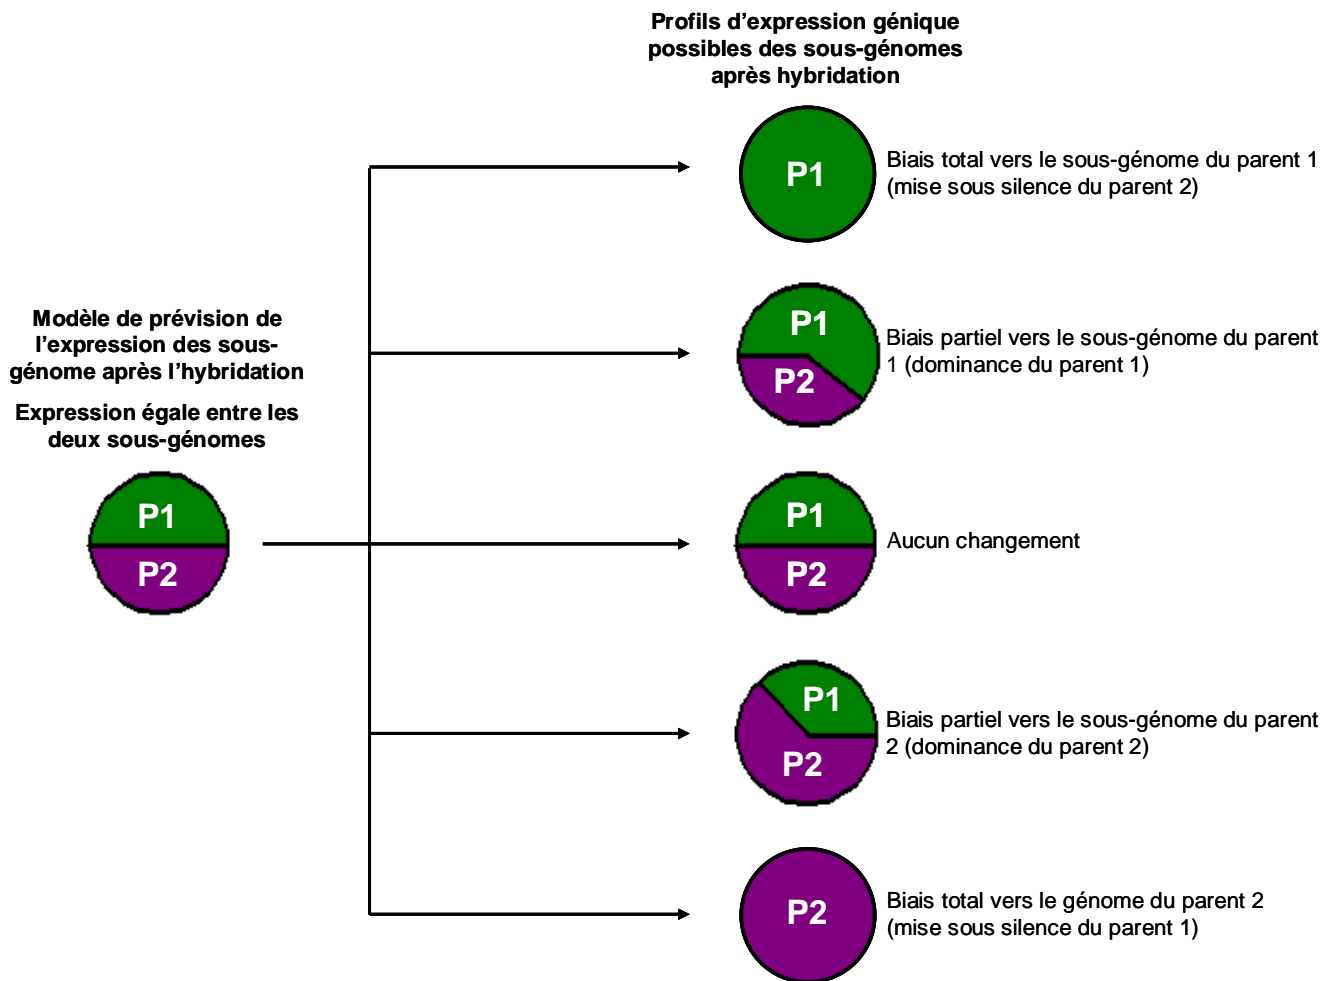 Profils d’expression génique
possibles des sous-génomes
après hybridation
P1
Biais total vers le sous-génome du parent 1
(mise sous silence du parent 2)
Modèle de prévision de
l’expression des sous-
génome après l’hybridation
Expression égale entre les
deux sous-génomes
P1
P2
P1
P2
Biais partiel vers le sous-génome du parent
1 (dominance du parent 1)
P1
P2
Aucun changement
P1
P2
Biais partiel vers le sous-génome du parent
2 (dominance du parent 2)
P2
Biais total vers le génome du parent 2
(mise sous silence du parent 1)